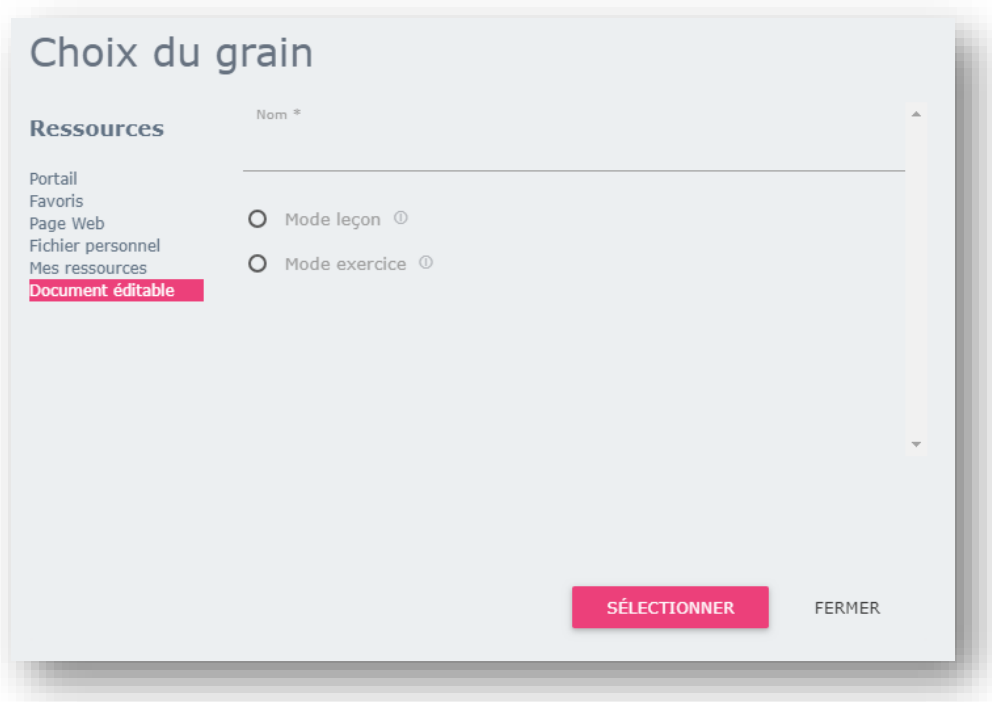 Choix du grain
Ressources
Portail
Favoris
Page Web
Fichier personnel
Mes ressources
Document éditable
Nom *
Mode leçon
Mode exercice
SÉLECTIONNER
FERMER